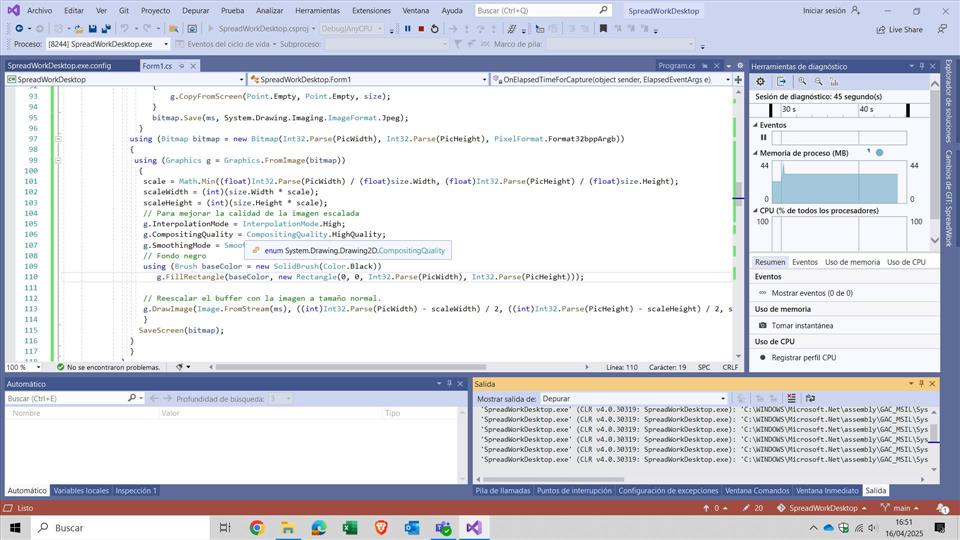 Archivo Editar Ver Git Proyecto Depurar Prueba Analizar Herramientas Extensiones Ventana Ayuda Buscar (Ctrl+Q) SpreadWorkDesktop Iniciar sesión
SpreadWorkDesktop.csproj Debug|AnyCPU Live Share
Proceso: [8244] SpreadWorkDesktop.exe Eventos del ciclo de vida Subproceso: Marco de pila:
SpreadWorkDesktop.exe.config Form1.cs Program.cs
SpreadWorkDesktop SpreadWorkDesktop.Form1 OnElapsedTimeForCapture(object sender, ElapsedEventArgs e)
92 {
93 g.CopyFromScreen(Point.Empty, Point.Empty, size);
94 }
95 bitmap.Save(ms, System.Drawing.Imaging.ImageFormat.Jpeg);
96 }
97 using (Bitmap bitmap = new Bitmap(Int32.Parse(PicWidth), Int32.Parse(PicHeight), PixelFormat.Format32bppArgb))
98 {
99 using (Graphics g = Graphics.FromImage(bitmap))
100 {
101 scale = Math.Min((float)Int32.Parse(PicWidth) / (float)size.Width, (float)Int32.Parse(PicHeight) / (float)size.Height);
102 scaleWidth = (int)(size.Width * scale);
103 scaleHeight = (int)(size.Height * scale);
104 // Para mejorar la calidad de la imagen escalada
105 g.InterpolationMode = InterpolationMode.High;
106 g.CompositingQuality = CompositingQuality.HighQuality;
107 g.SmoothingMode = Smoot
enum System.Drawing.Drawing2D.CompositingQuality
108 // Fondo negro
109 using (Brush baseColor = new SolidBrush(Color.Black))
110 g.FillRectangle(baseColor, new Rectangle(0, 0, Int32.Parse(PicWidth), Int32.Parse(PicHeight)));
111
112 // Reescalar el buffer con la imagen a tamaño normal.
113 g.DrawImage(Image.FromStream(ms), ((int)Int32.Parse(PicWidth) - scaleWidth) / 2, ((int)Int32.Parse(PicHeight) - scaleHeight) / 2, s
114 }
115 SaveScreen(bitmap);
116 }
117 }
118 }
100 % No se encontraron problemas. Línea: 110 Carácter: 19 SPC CRLF
Herramientas de diagnóstico
Sesión de diagnóstico: 45 segundo(s)
30 s 40 s
Eventos
Memoria de proceso (MB)
44 44
0 0
CPU (% de todos los procesadores)
100 100
Resumen Eventos Uso de memoria Uso de CPU
Eventos
Mostrar eventos (0 de 0)
Uso de memoria
Tomar instantánea
Uso de CPU
Registrar perfil CPU
Explorador de soluciones
Cambios de GIT: SpreadWork
Automático
Buscar (Ctrl+E) Profundidad de búsqueda: 3
Nombre Valor Tipo
Automático Variables locales Inspección 1
Salida
Mostrar salida de: Depurar
'SpreadWorkDesktop.exe' (CLR v4.0.30319: SpreadWorkDesktop.exe): 'C:\WINDOWS\Microsoft.Net\assembly\GAC_MSIL\Sys
'SpreadWorkDesktop.exe' (CLR v4.0.30319: SpreadWorkDesktop.exe): 'C:\WINDOWS\Microsoft.Net\assembly\GAC_MSIL\Sys
'SpreadWorkDesktop.exe' (CLR v4.0.30319: SpreadWorkDesktop.exe): 'C:\WINDOWS\Microsoft.Net\assembly\GAC_MSIL\Sys
'SpreadWorkDesktop.exe' (CLR v4.0.30319: SpreadWorkDesktop.exe): 'C:\WINDOWS\Microsoft.Net\assembly\GAC_MSIL\Sys
'SpreadWorkDesktop.exe' (CLR v4.0.30319: SpreadWorkDesktop.exe): 'C:\WINDOWS\Microsoft.Net\assembly\GAC_MSIL\Sys
'SpreadWorkDesktop.exe' (CLR v4.0.30319: SpreadWorkDesktop.exe): 'C:\WINDOWS\Microsoft.Net\assembly\GAC_MSIL\Sys
Pila de llamadas Puntos de interrupción Configuración de excepciones Ventana Comandos Ventana Inmediato Salida
Listo 0 20 SpreadWorkDesktop main 1
Buscar
16:51
16/04/2025